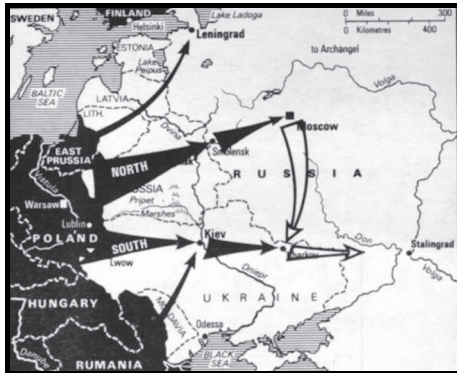 SWEDEN
FINLAND
Lake Ladoga
Helsinki
Leningrad
0 Miles 300
0 Kilometres 400
to Archangel
ESTONIA
Lake Peipus
BALTIC SEA
LATVIA
LITH.
Volga
Dvina
Moscow
EAST PRUSSIA
Smolensk
NORTH
RUSSIA
Vistula
Warsaw
Pripet
Marshes
Lublin
POLAND
SOUTH
Kiev
Don
Stalingrad
Lwow
Volga
Dniepr
HUNGARY
UKRAINE
MOLDAVIA
Odessa
Danube
BLACK SEA
RUMANIA